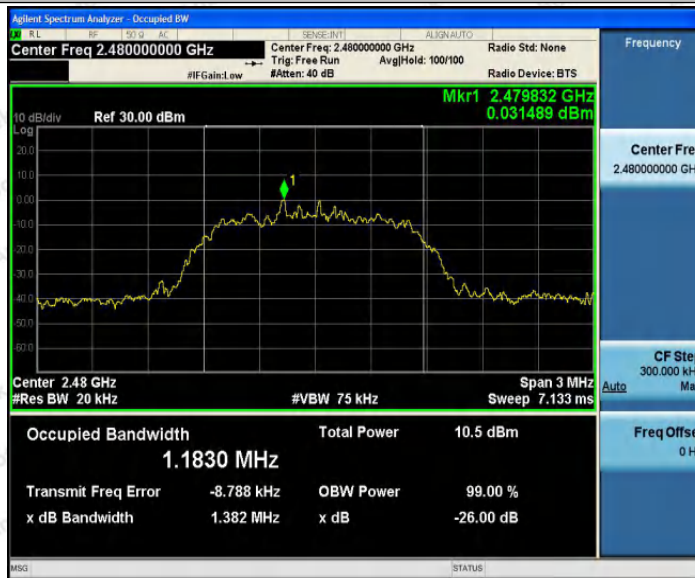 Agilent Spectrum Analyzer - Occupied BW
RL RF 50 Ω AC SENSE:INT ALIGN AUTO
Center Freq 2.480000000 GHz
Center Freq: 2.480000000 GHz
Radio Std: None
Trig: Free Run Avg|Hold: 100/100
#IFGain:Low #Atten: 40 dB Radio Device: BTS
Mkr1 2.479832 GHz
0.031489 dBm
10 dB/div Ref 30.00 dBm
Log
20.0
10.0
0.00
-10.0
-20.0
-30.0
-40.0
-50.0
-60.0
1
Center 2.48 GHz Span 3 MHz
#Res BW 20 kHz #VBW 75 kHz Sweep 7.133 ms
Occupied Bandwidth Total Power 10.5 dBm
1.1830 MHz
Transmit Freq Error -8.788 kHz OBW Power 99.00 %
x dB Bandwidth 1.382 MHz x dB -26.00 dB
MSG STATUS
Frequency
Center Fre
2.480000000 GH
CF Ste
300.000 kH
Auto Ma
Freq Offse
0 H